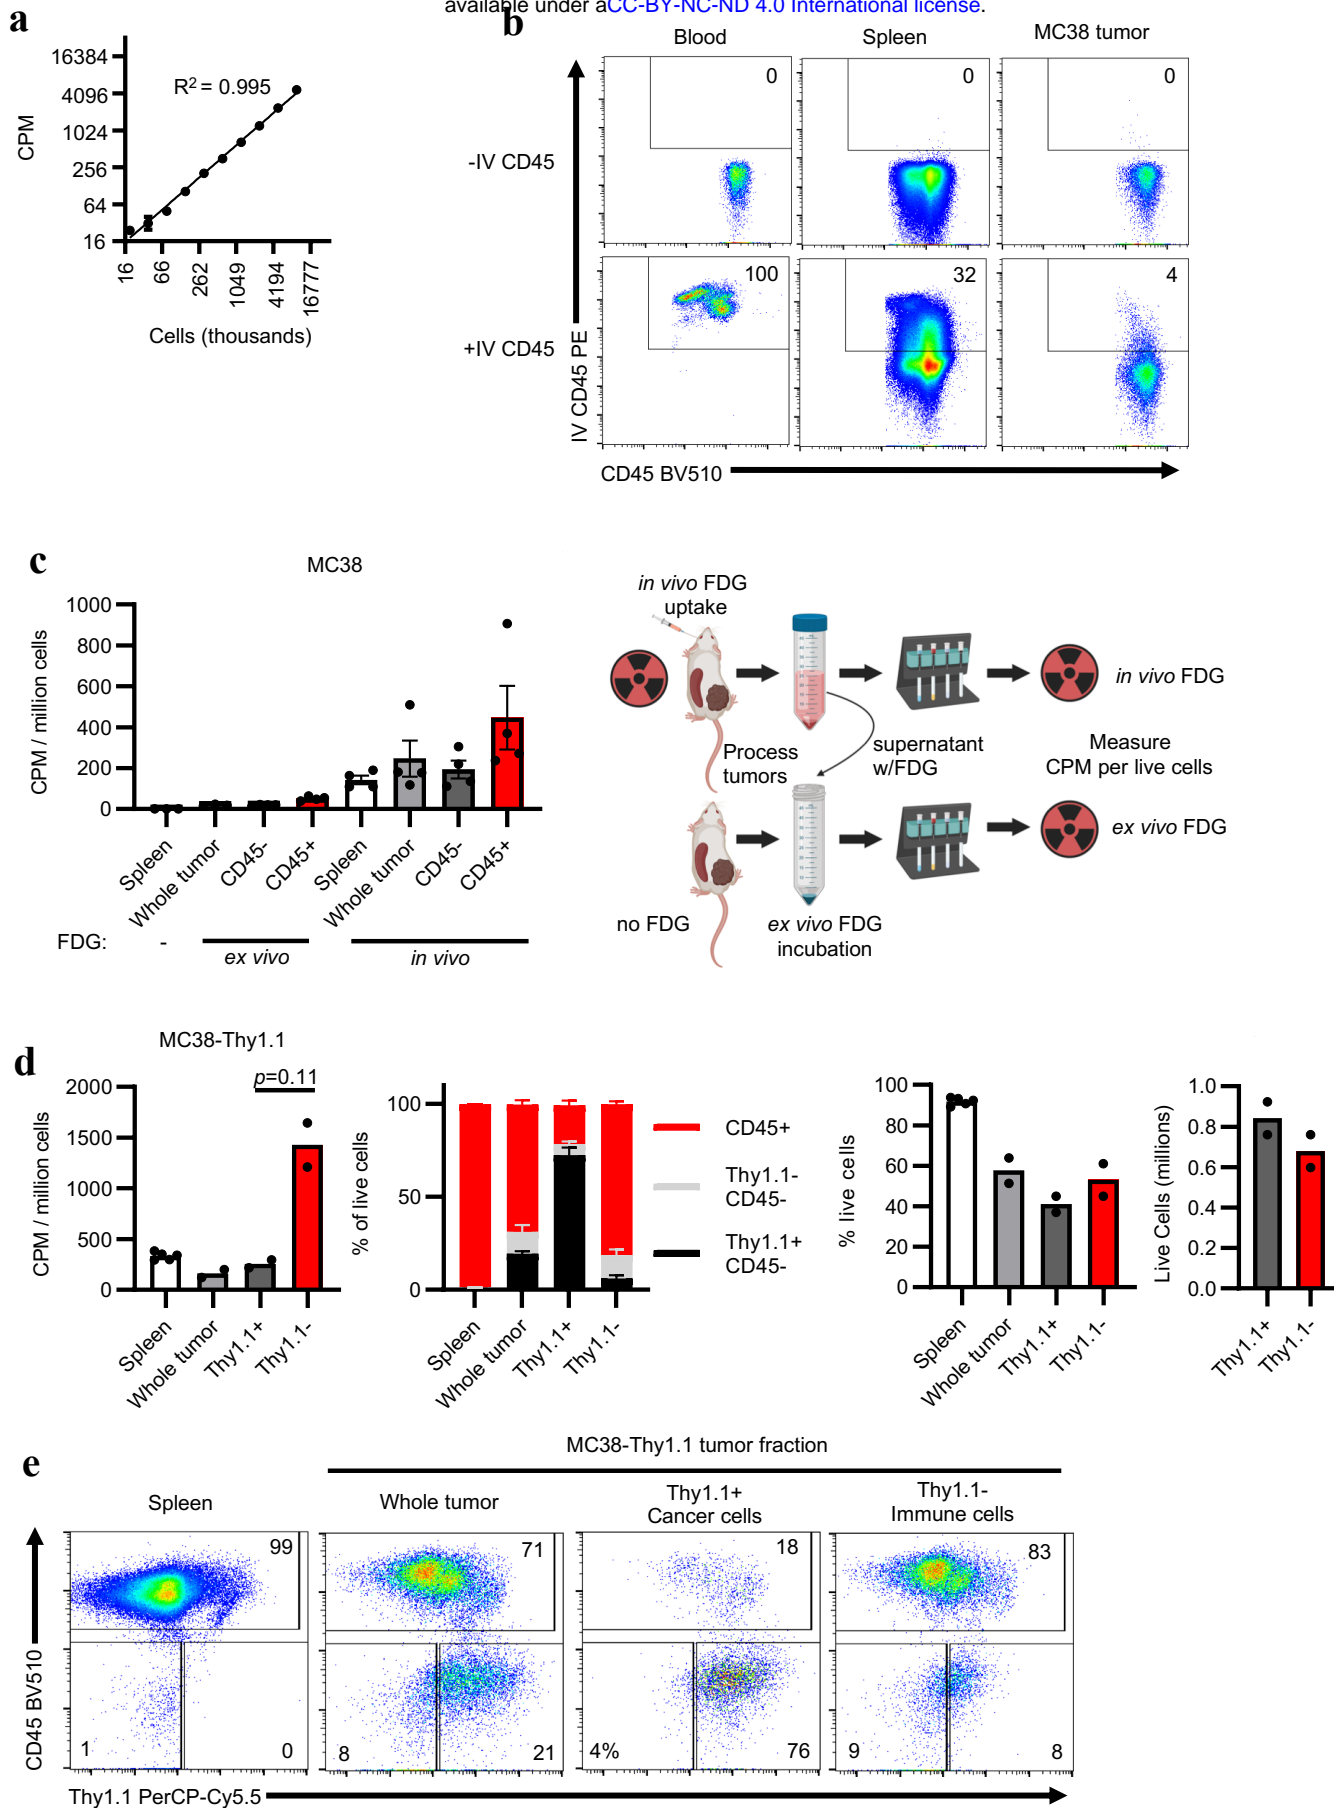 available under aCC-BY-NC-ND 4.0 International license.
a
16384
4096
1024
256
64
16
CPM
R² = 0.995
16
66
262
1049
4194
16777
Cells (thousands)
b
Blood
Spleen
MC38 tumor
-IV CD45
0
0
0
+IV CD45
100
32
4
IV CD45 PE
CD45 BV510
c
MC38
1000
800
600
400
200
0
CPM / million cells
Spleen
Whole tumor
CD45-
CD45+
Spleen
Whole tumor
CD45-
CD45+
FDG:
-
ex vivo
in vivo
in vivo FDG
uptake
in vivo FDG
Process
tumors
supernatant
w/FDG
Measure
CPM per live cells
ex vivo FDG
no FDG
ex vivo FDG
incubation
d
MC38-Thy1.1
p=0.11
2000
1500
1000
500
0
CPM / million cells
Spleen
Whole tumor
Thy1.1+
Thy1.1-
100
50
0
% of live cells
Spleen
Whole tumor
Thy1.1+
Thy1.1-
CD45+
Thy1.1-
CD45-
Thy1.1+
CD45-
100
80
60
40
20
0
% live cells
Spleen
Whole tumor
Thy1.1+
Thy1.1-
1.0
0.8
0.6
0.4
0.2
0.0
Live Cells (millions)
Thy1.1+
Thy1.1-
e
MC38-Thy1.1 tumor fraction
Spleen
Whole tumor
Thy1.1+
Cancer cells
Thy1.1-
Immune cells
99
71
18
83
1
0
8
21
4%
76
9
8
CD45 BV510
Thy1.1 PerCP-Cy5.5